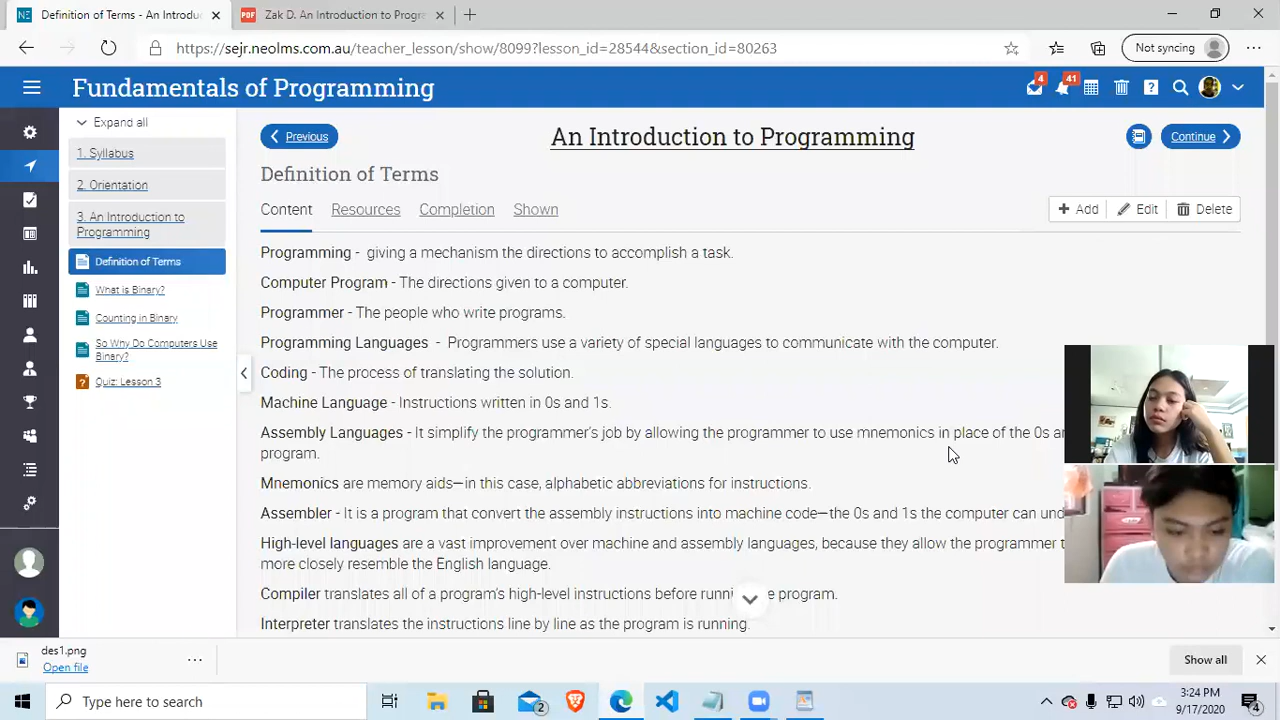 Definition of Terms - An Introdu
Zak D. An Introduction to Progr
https://sejr.neolms.com.au/teacher_lesson/show/8099?lesson_id=28544&section_id=80263
Not syncing
Fundamentals of Programming
4
41
Expand all
1. Syllabus
2. Orientation
3. An Introduction to
Programming
Definition of Terms
What is Binary?
Counting in Binary
So Why Do Computers Use
Binary?
Quiz: Lesson 3
Previous
An Introduction to Programming
Continue
Definition of Terms
Content Resources Completion Shown
Add Edit Delete
Programming - giving a mechanism the directions to accomplish a task.
Computer Program - The directions given to a computer.
Programmer - The people who write programs.
Programming Languages - Programmers use a variety of special languages to communicate with the computer.
Coding - The process of translating the solution.
Machine Language - Instructions written in 0s and 1s.
Assembly Languages - It simplify the programmer's job by allowing the programmer to use mnemonics in place of the 0s
program.
Mnemonics are memory aids—in this case, alphabetic abbreviations for instructions.
Assembler - It is a program that convert the assembly instructions into machine code—the 0s and 1s the computer can
High-level languages are a vast improvement over machine and assembly languages, because they allow the programmer
more closely resemble the English language.
Compiler translates all of a program's high-level instructions before program.
Interpreter translates the instructions line by line as the program is running.
des1.png
Open file
Show all
Type here to search
2
3:24 PM
9/17/2020
4